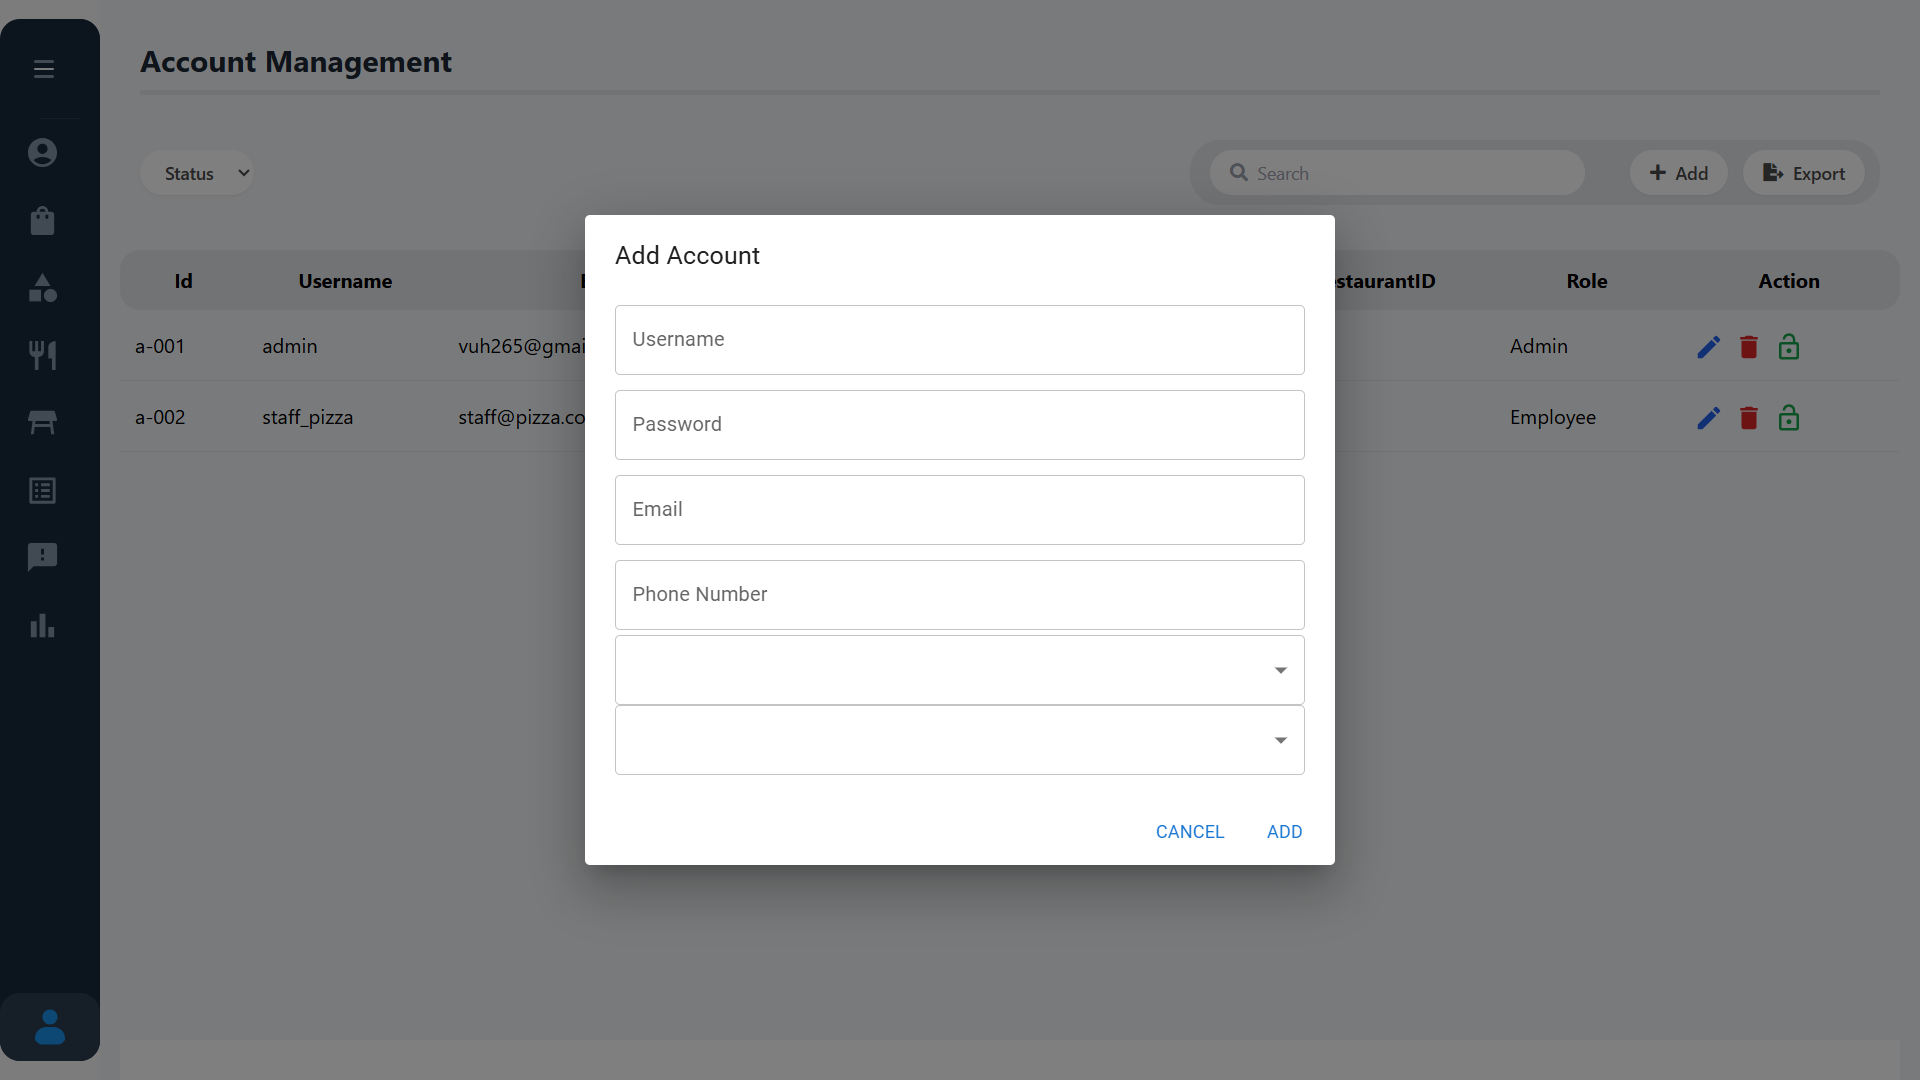 Account Management
Status
Search
Add
Export
Id Username staurantID Role Action
a-001 admin vuh265@gmai Admin
a-002 staff_pizza staff@pizza.co Employee
Add Account
Username
Password
Email
Phone Number
CANCEL ADD